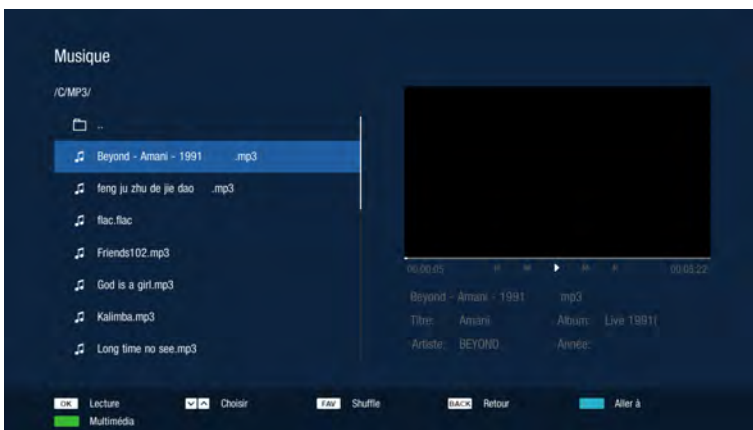 Musique
/C/MP3/
..
Beyond - Amani - 1991 .mp3
feng ju zhu de jie dao .mp3
flac.flac
Friends102.mp3
God is a girl.mp3
Kalimba.mp3
Long time no see.mp3
00:00:05 00:08:22
Beyond - Amani - 1991 mp3
Titre: Amani Album: Live 1991(
Artiste: BEYOND Année:
OK Lecture Choisir FAV Shuffle BACK Retour Aller à
Multimédia